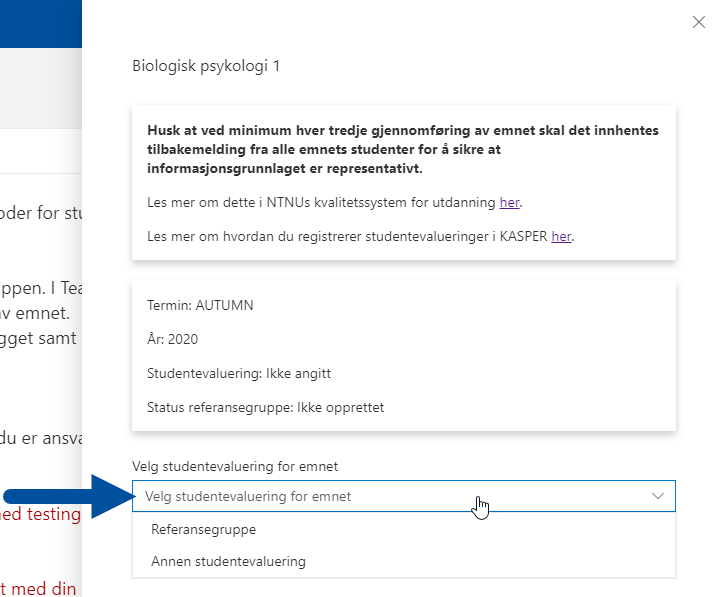 Biologisk psykologi 1
Husk at ved minimum hver tredje gjennomføring av emnet skal det innhentes
tilbakemelding fra alle emnets studenter for å sikre at
informasjonsgrunnlaget er representativt.
Les mer om dette i NTNUs kvalitetssystem for utdanning her.
Les mer om hvordan du registrerer studentevalueringer i KASPER her.
Termin: AUTUMN
År: 2020
Studentevaluering: Ikke angitt
Status referansegruppe: Ikke opprettet
Velg studentevaluering for emnet
Velg studentevaluering for emnet
Referansegruppe
Annen studentevaluering
oder for stu
ppen. I Tea
av emnet.
gget samt
du er ansva
ned testing
t med din